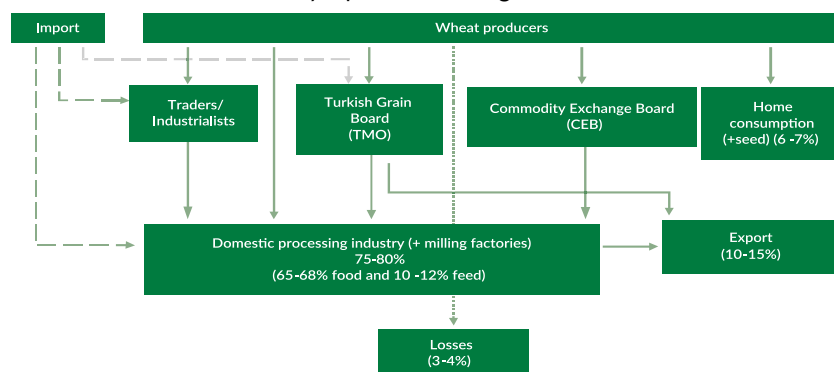 Import
Wheat producers
Traders/
Industrialists
Turkish Grain
Board
(TMO)
Commodity Exchange Board
(CEB)
Home
consumption
(+seed) (6 -7%)
Domestic processing industry (+ milling factories)
75-80%
(65-68% food and 10 -12% feed)
Export
(10-15%)
Losses
(3-4%)